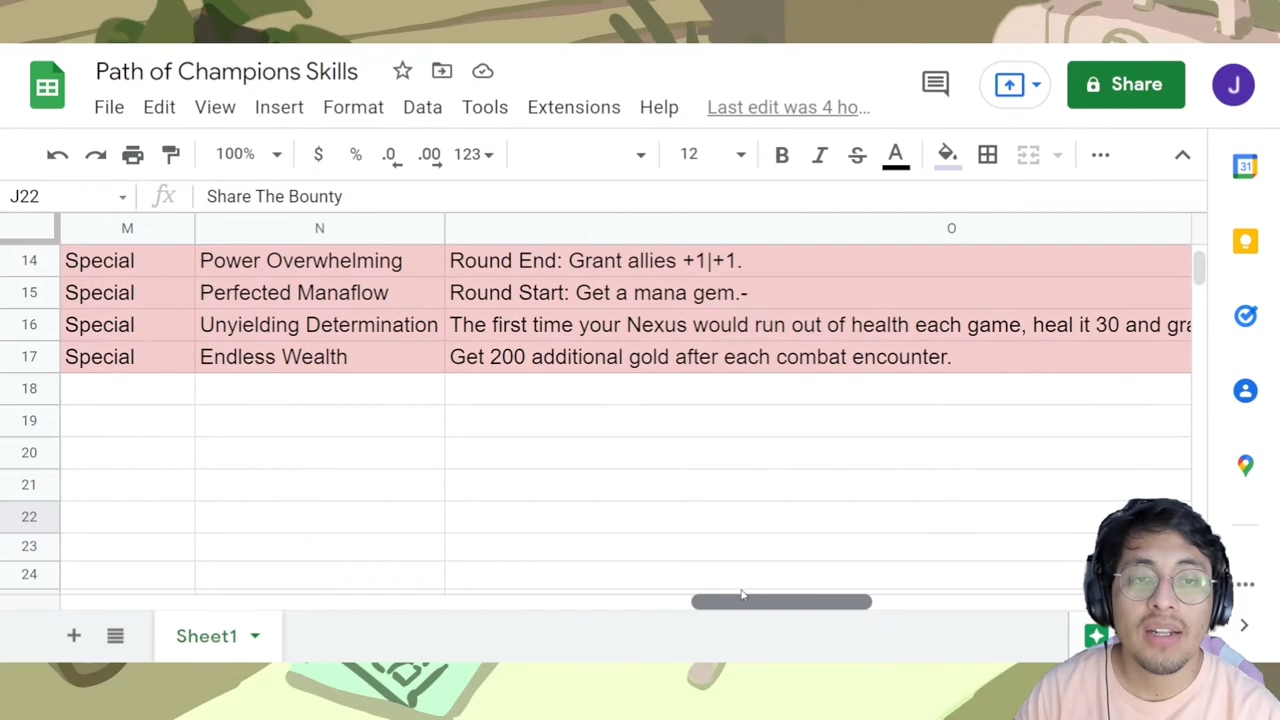 Path of Champions Skills
File Edit View Insert Format Data Tools Extensions Help Last edit was 4 ho…
Share
J
100% $ % .0 .00 123 12 B I S A
31
J22 fx Share The Bounty
M N O
14 Special Power Overwhelming Round End: Grant allies +1|+1.
15 Special Perfected Manaflow Round Start: Get a mana gem.-
16 Special Unyielding Determination The first time your Nexus would run out of health each game, heal it 30 and gra
17 Special Endless Wealth Get 200 additional gold after each combat encounter.
18
19
20
21
22
23
24
Sheet1